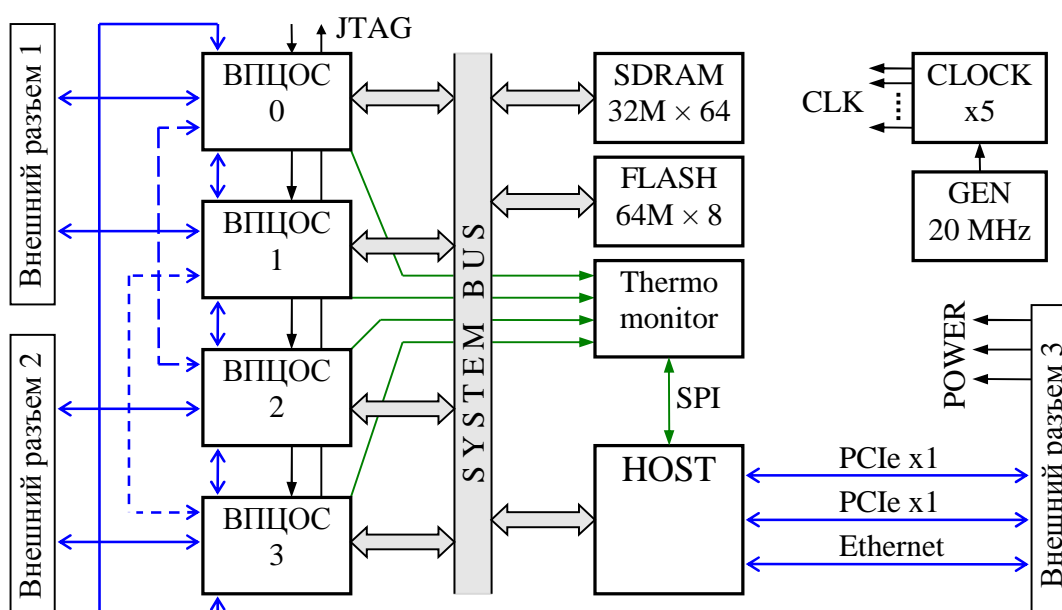 Внешний разъем 1
Внешний разъем 2
JTAG
ВПЦОС
0
ВПЦОС
1
ВПЦОС
2
ВПЦОС
3
SYSTEM BUS
SDRAM
32M × 64
FLASH
64M × 8
Thermo
monitor
SPI
HOST
CLK
CLOCK
x5
GEN
20 MHz
POWER
PCIe x1
PCIe x1
Ethernet
Внешний разъем 3